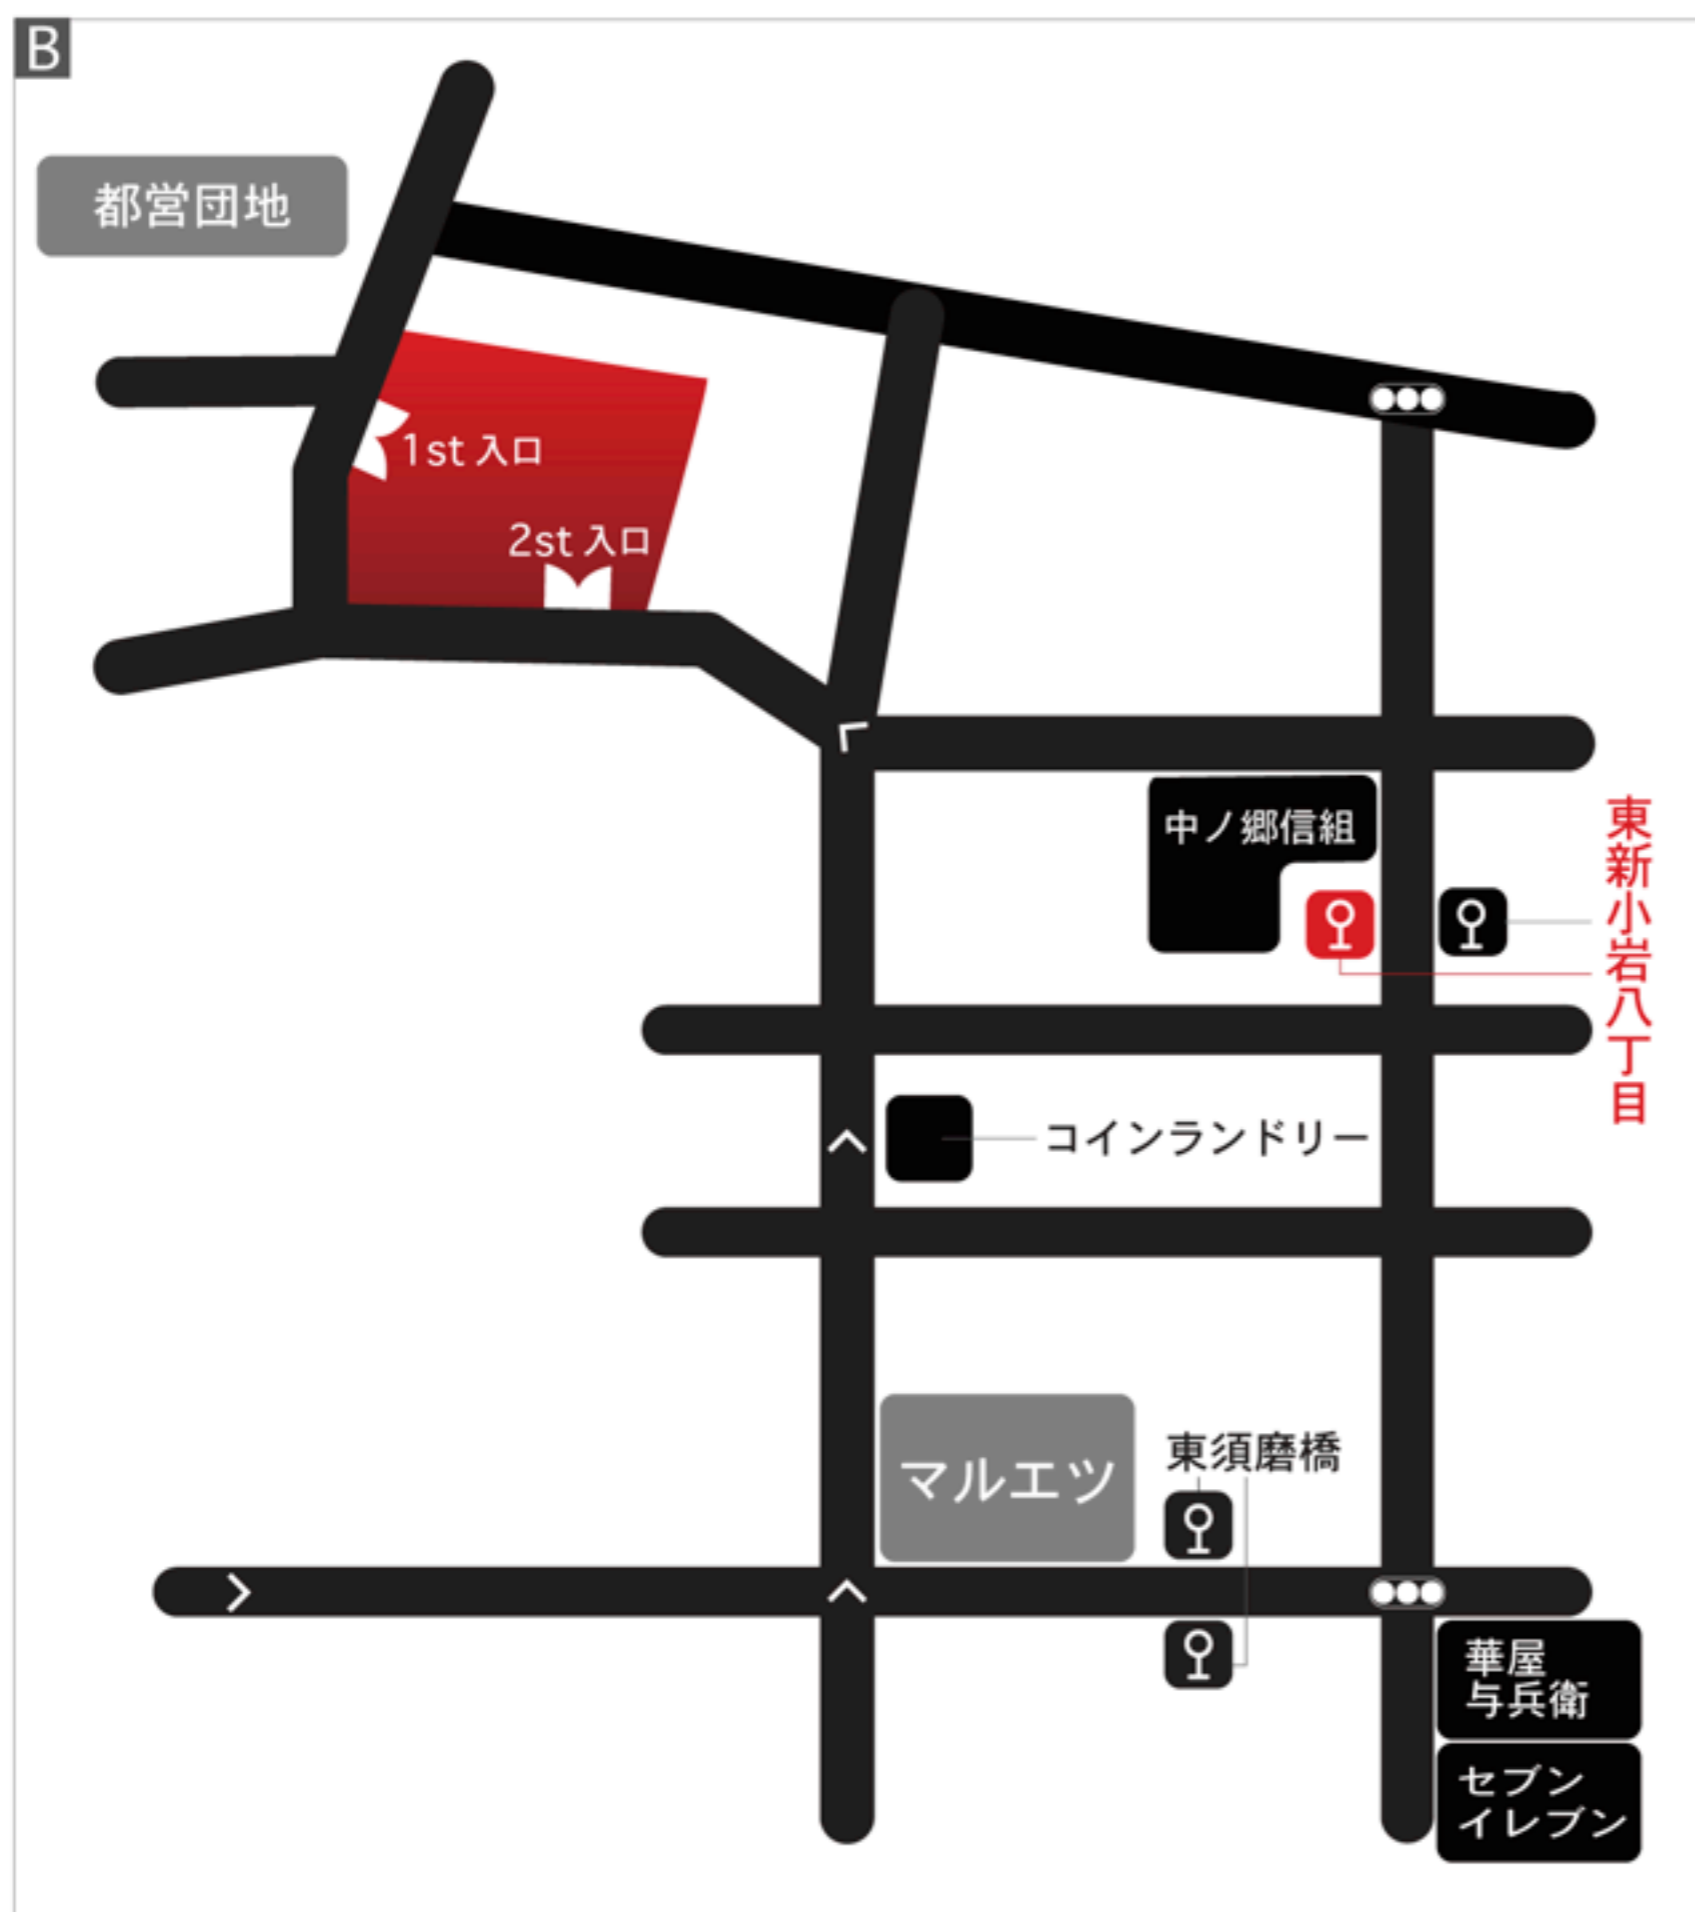 B
都営団地
1st 入口
2st 入口
中ノ郷信組
東新小岩八丁目
コインランドリー
マルエツ
東須磨橋
華屋
与兵衛
セブン
イレブン